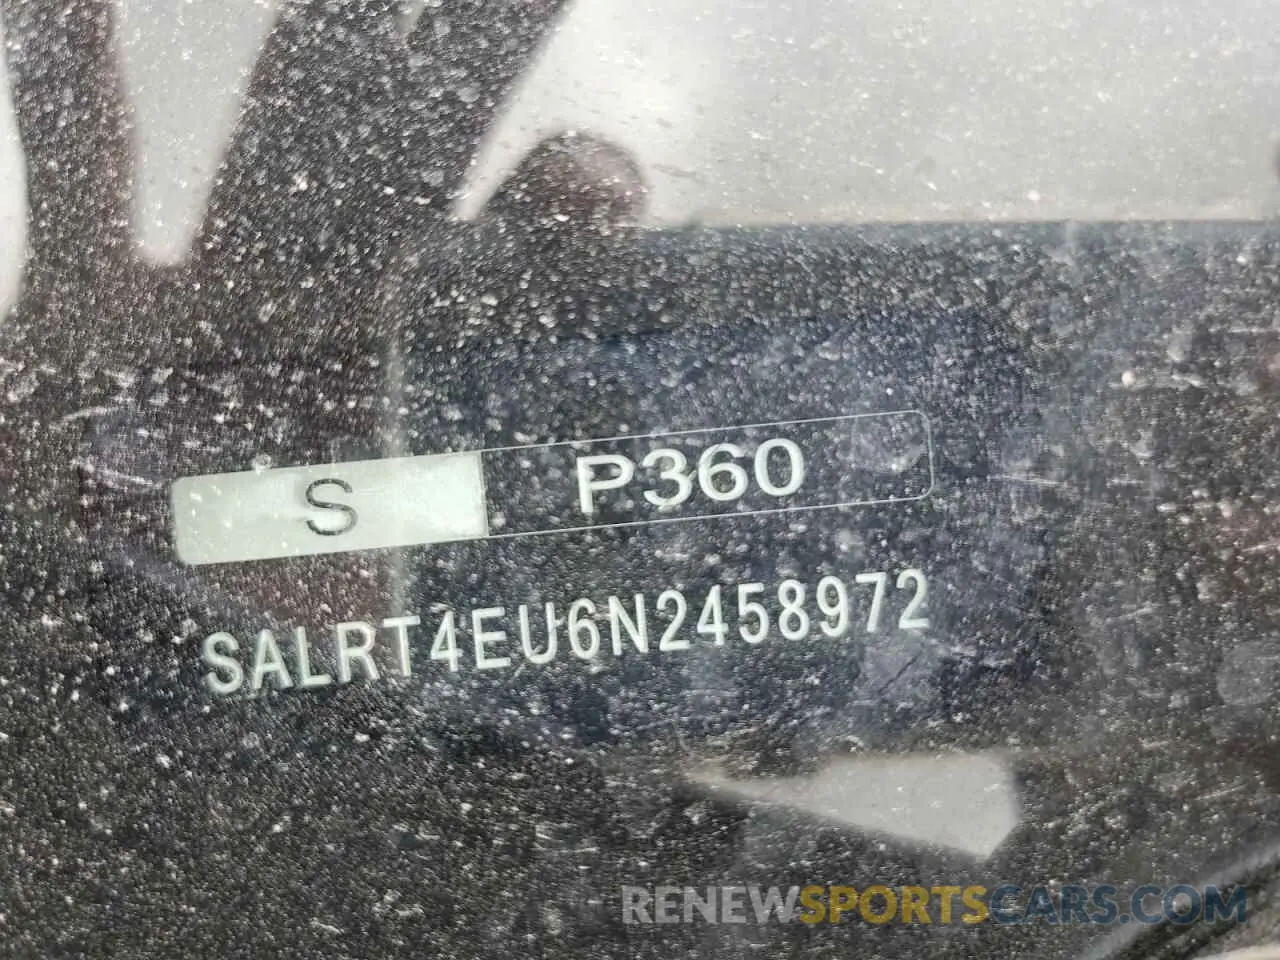 S P360
SALRT4EU6N2458972
RENEWSPORTSCARS.COM